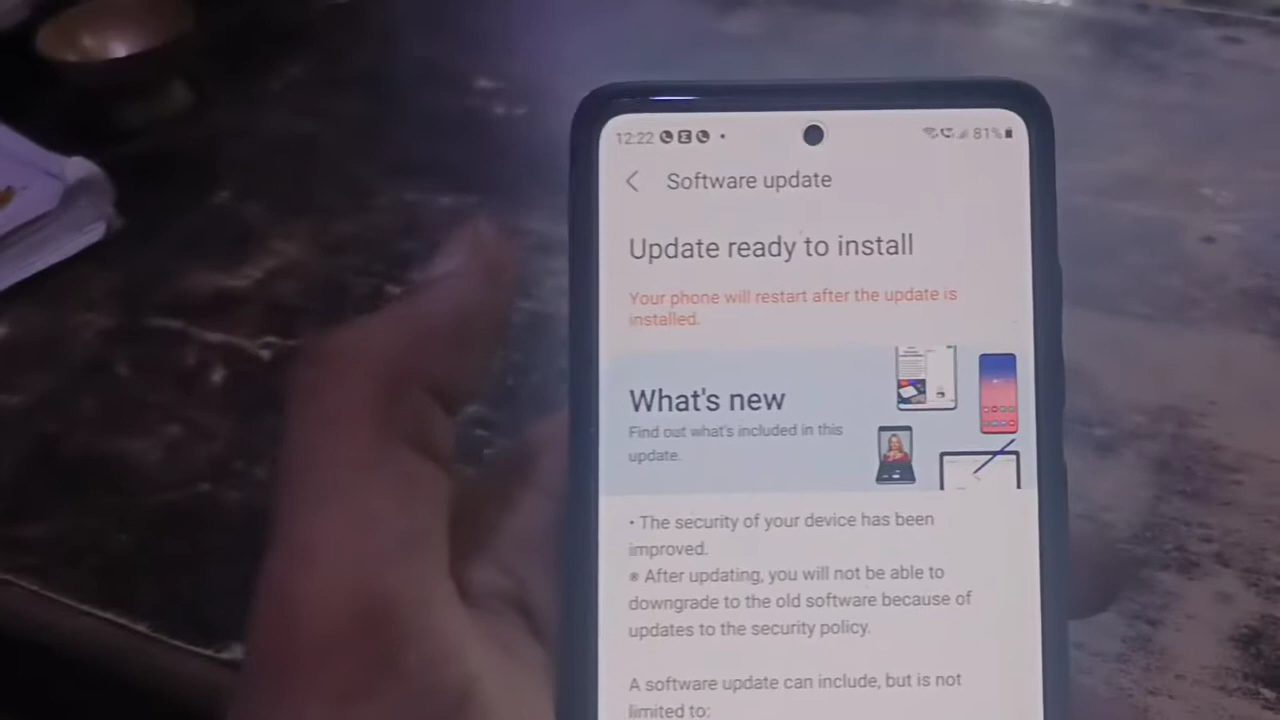 12:22
81%
Software update
Update ready to install
Your phone will restart after the update is
installed.
What's new
Find out what's included in this
update.
• The security of your device has been
improved.
※ After updating, you will not be able to
downgrade to the old software because of
updates to the security policy.
A software update can include, but is not
limited to: